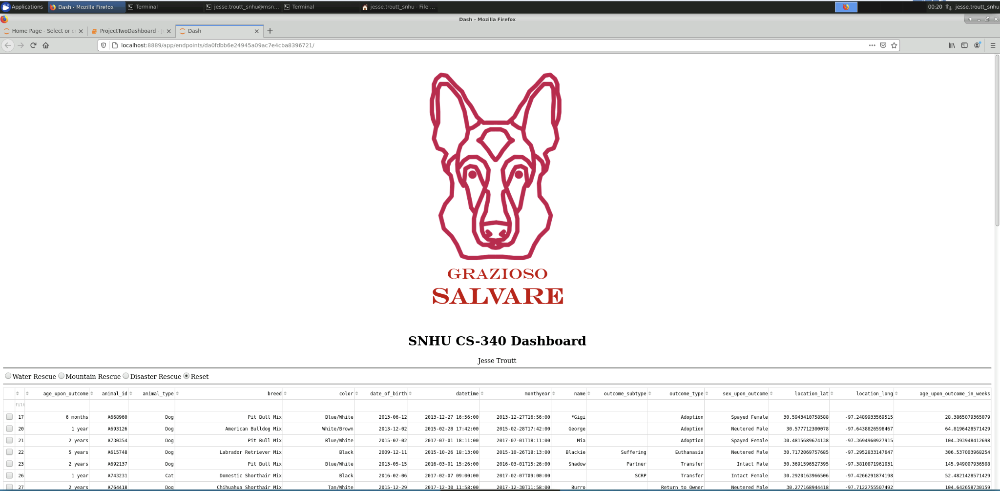 Applications Dash - Mozilla Firefox Terminal jesse.troutt_snhu@msn... Terminal jesse.troutt_snhu - File ... 00:20 jesse.troutt_snhu
Dash - Mozilla Firefox
Home Page - Select or c ProjectTwoDashboard - Dash
localhost:8889/app/endpoints/da0fdbb6e24945a09ac7e4cba8396721/
GRAZIOSO
SALVARE
SNHU CS-340 Dashboard
Jesse Troutt
Water Rescue Mountain Rescue Disaster Rescue Reset
age_upon_outcome animal_id animal_type breed color date_of_birth datetime monthyear name outcome_subtype outcome_type sex_upon_outcome location_lat location_long age_upon_outcome_in_weeks
filt
17 6 months A668960 Dog Pit Bull Mix Blue/White 2013-06-12 2013-12-27 16:56:00 2013-12-27T16:56:00 *Gigi Adoption Spayed Female 30.5943410758588 -97.2489933569515 28.3865079365079
20 1 year A693126 Dog American Bulldog Mix White/Brown 2013-12-02 2015-02-28 17:42:00 2015-02-28T17:42:00 George Adoption Neutered Male 30.577712300078 -97.6438826598467 64.8196428571429
21 2 years A730354 Dog Pit Bull Mix Blue/White 2015-07-02 2017-07-01 18:11:00 2017-07-01T18:11:00 Mia Adoption Spayed Female 30.4815689674138 -97.3694960927915 104.393948412698
22 5 years A615748 Dog Labrador Retriever Mix Black 2009-12-11 2015-10-26 18:13:00 2015-10-26T18:13:00 Blackie Suffering Euthanasia Neutered Male 30.7172069757685 -97.2952833147647 306.537003968254
23 2 years A692137 Dog Pit Bull Mix Blue/White 2013-05-15 2016-03-01 15:26:00 2016-03-01T15:26:00 Shadow Partner Transfer Intact Male 30.3691596527395 -97.3810871961031 145.949007936508
26 1 year A743231 Cat Domestic Shorthair Mix Black 2016-02-06 2017-02-07 09:00:00 2017-02-07T09:00:00 SCRP Transfer Intact Female 30.2920163966506 -97.4266291874198 52.4821428571429
27 2 years A764418 Dog Chihuahua Shorthair Mix Tan/White 2015-12-29 2017-12-30 11:58:00 2017-12-30T11:58:00 Burro Return to Owner Neutered Male 30.277168944418 -97.7122755507492 104.642658730159